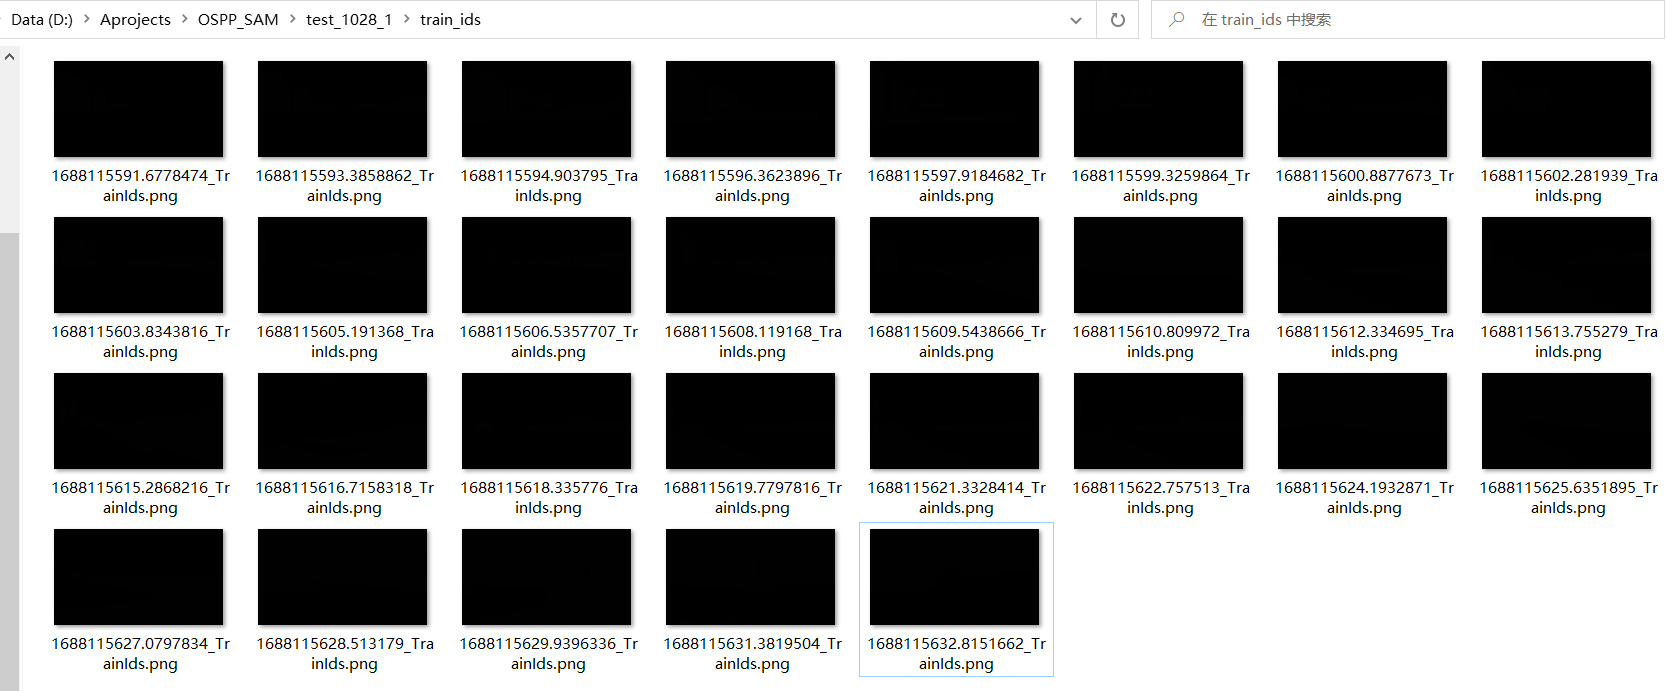 Data (D:) > Aprojects > OSPP_SAM > test_1028_1 > train_ids
在 train_ids 中搜索
1688115591.6778474_Tr
ainIds.png
1688115593.3858862_Tr
ainIds.png
1688115594.903795_Tra
inIds.png
1688115596.3623896_Tr
ainIds.png
1688115597.9184682_Tr
ainIds.png
1688115599.3259864_Tr
ainIds.png
1688115600.8877673_Tr
ainIds.png
1688115602.281939_Tra
inIds.png
1688115603.8343816_Tr
ainIds.png
1688115605.191368_Tra
inIds.png
1688115606.5357707_Tr
ainIds.png
1688115608.119168_Tra
inIds.png
1688115609.5438666_Tr
ainIds.png
1688115610.809972_Tra
inIds.png
1688115612.334695_Tra
inIds.png
1688115613.755279_Tra
inIds.png
1688115615.2868216_Tr
ainIds.png
1688115616.7158318_Tr
ainIds.png
1688115618.335776_Tra
inIds.png
1688115619.7797816_Tr
ainIds.png
1688115621.3328414_Tr
ainIds.png
1688115622.757513_Tra
inIds.png
1688115624.1932871_Tr
ainIds.png
1688115625.6351895_Tr
ainIds.png
1688115627.0797834_Tr
ainIds.png
1688115628.513179_Tra
inIds.png
1688115629.9396336_Tr
ainIds.png
1688115631.3819504_Tr
ainIds.png
1688115632.8151662_Tr
ainIds.png